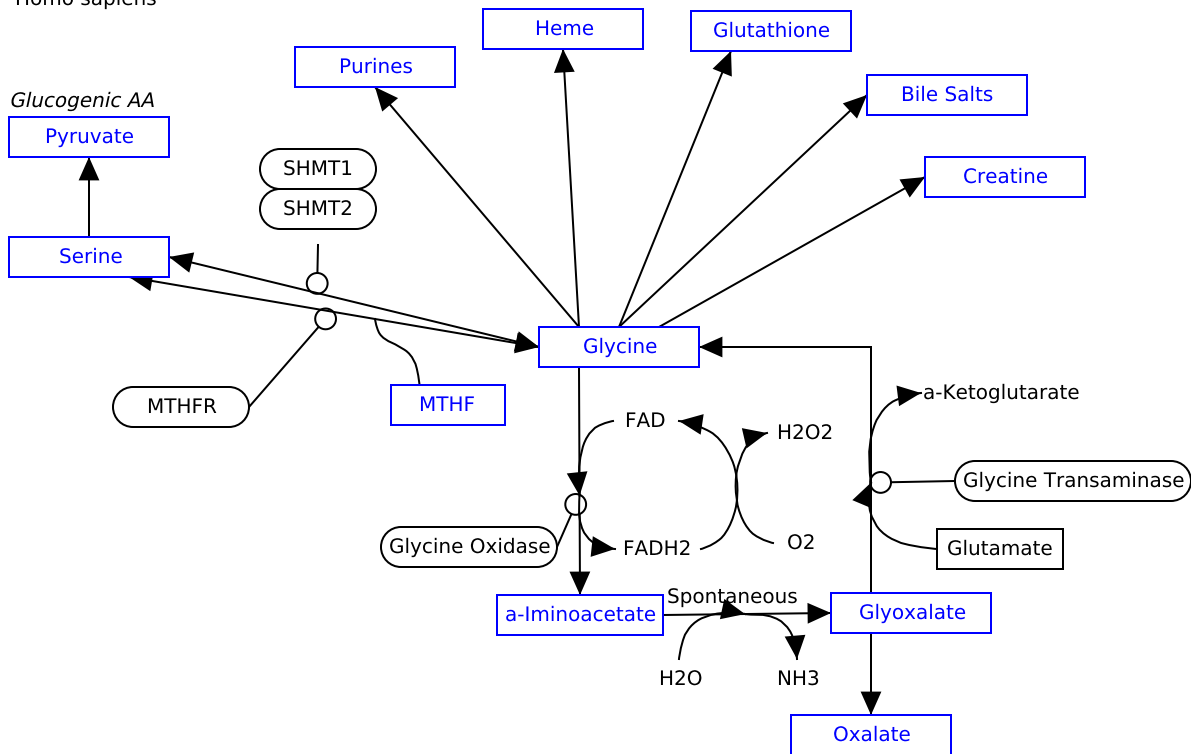 Homo sapiens
Heme
Glutathione
Purines
Bile Salts
Glucogenic AA
Pyruvate
SHMT1
Creatine
SHMT2
Serine
Glycine
a-Ketoglutarate
MTHFR
MTHF
FAD
H2O2
Glycine Transaminase
Glycine Oxidase
FADH2
O2
Glutamate
Spontaneous
a-Iminoacetate
Glyoxalate
H2O
NH3
Oxalate